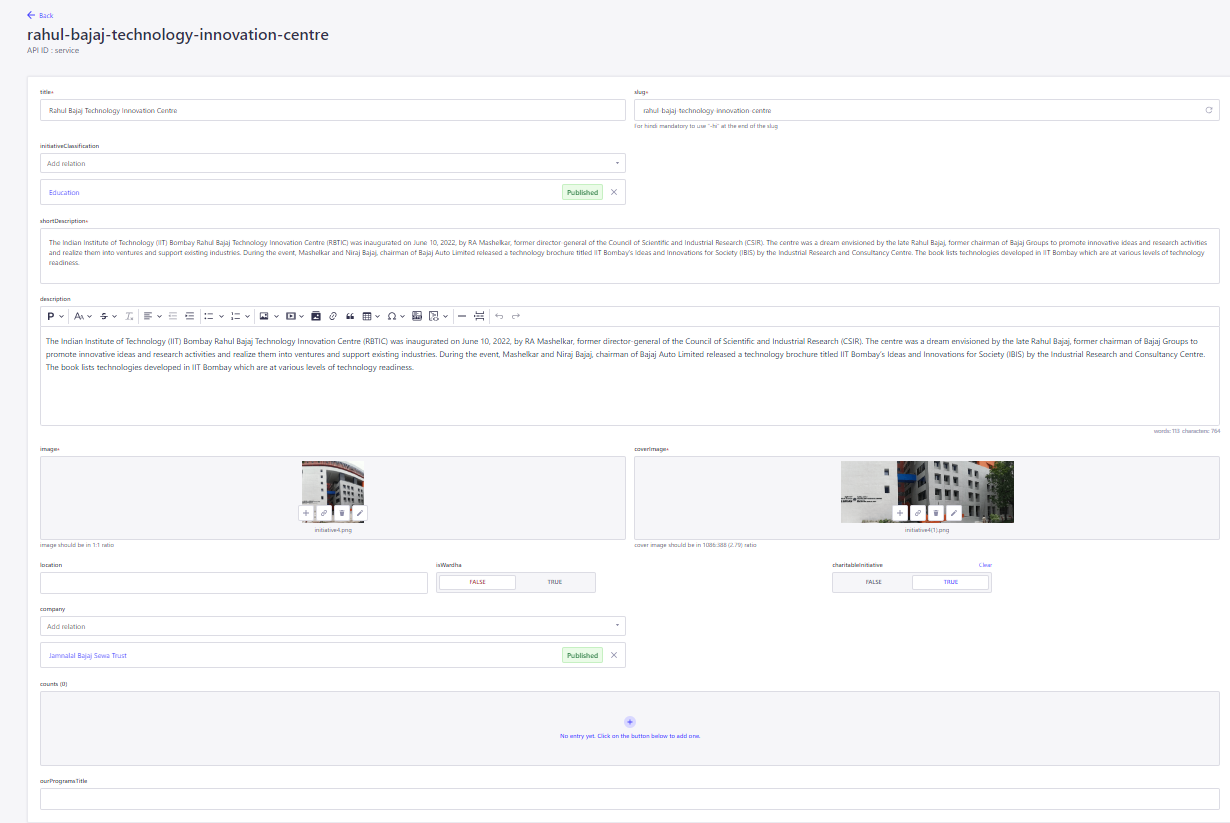 Back
rahul-bajaj-technology-innovation-centre
API ID : service
title*
slug*
Rahul Bajaj Technology Innovation Centre
rahul-bajaj-technology-innovation-centre
For hindi mandatory to use "-hi" at the end of the slug
initiativeClassification
Add relation
Education
Published
shortDescription*
The Indian Institute of Technology (IIT) Bombay Rahul Bajaj Technology Innovation Centre (RBTIC) was inaugurated on June 10, 2022, by RA Mashelkar, former director-general of the Council of Scientific and Industrial Research (CSIR). The centre was a dream envisioned by the late Rahul Bajaj, former chairman of Bajaj Groups to promote innovative ideas and research activities
and realize them into ventures and support existing industries. During the event, Mashelkar and Niraj Bajaj, chairman of Bajaj Auto Limited released a technology brochure titled IIT Bombay's Ideas and Innovations for Society (IBIS) by the Industrial Research and Consultancy Centre. The book lists technologies developed in IIT Bombay which are at various levels of technology
readiness.
description
The Indian Institute of Technology (IIT) Bombay Rahul Bajaj Technology Innovation Centre (RBTIC) was inaugurated on June 10, 2022, by RA Mashelkar, former director-general of the Council of Scientific and Industrial Research (CSIR). The centre was a dream envisioned by the late Rahul Bajaj, former chairman of Bajaj Groups to
promote innovative ideas and research activities and realize them into ventures and support existing industries. During the event, Mashelkar and Niraj Bajaj, chairman of Bajaj Auto Limited released a technology brochure titled IIT Bombay's Ideas and Innovations for Society (IBIS) by the Industrial Research and Consultancy Centre.
The book lists technologies developed in IIT Bombay which are at various levels of technology readiness.
words: 113 characters: 764
image*
coverImage*
initiative4.png
initiative4(1).png
image should be in 1:1 ratio
cover image should be in 1086:388 (2.79) ratio
location
isWardha
charitableInitiative
Clear
FALSE
TRUE
FALSE
TRUE
company
Add relation
Jamnalal Bajaj Sewa Trust
Published
counts (0)
No entry yet. Click on the button below to add one.
ourProgramsTitle